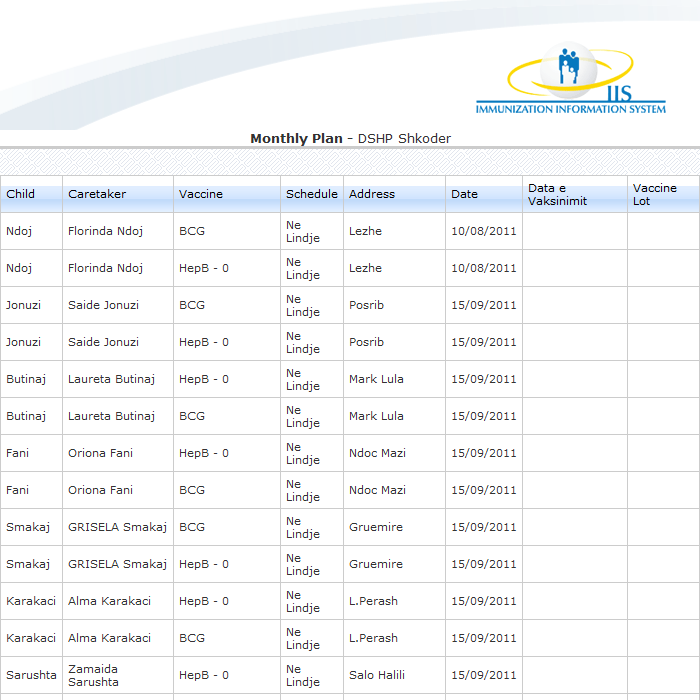 IIS
IMMUNIZATION INFORMATION SYSTEM
Monthly Plan - DSHP Shkoder
Child Caretaker Vaccine Schedule Address Date Data e Vaksinimit Vaccine Lot
Ndoj Florinda Ndoj BCG Ne Lindje Lezhe 10/08/2011
Ndoj Florinda Ndoj HepB - 0 Ne Lindje Lezhe 10/08/2011
Jonuzi Saide Jonuzi BCG Ne Lindje Posrib 15/09/2011
Jonuzi Saide Jonuzi HepB - 0 Ne Lindje Posrib 15/09/2011
Butinaj Laureta Butinaj HepB - 0 Ne Lindje Mark Lula 15/09/2011
Butinaj Laureta Butinaj BCG Ne Lindje Mark Lula 15/09/2011
Fani Oriona Fani HepB - 0 Ne Lindje Ndoc Mazi 15/09/2011
Fani Oriona Fani BCG Ne Lindje Ndoc Mazi 15/09/2011
Smakaj GRISELA Smakaj BCG Ne Lindje Gruemire 15/09/2011
Smakaj GRISELA Smakaj HepB - 0 Ne Lindje Gruemire 15/09/2011
Karakaci Alma Karakaci HepB - 0 Ne Lindje L.Perash 15/09/2011
Karakaci Alma Karakaci BCG Ne Lindje L.Perash 15/09/2011
Sarushta Zamaida Sarushta HepB - 0 Ne Lindje Salo Halili 15/09/2011